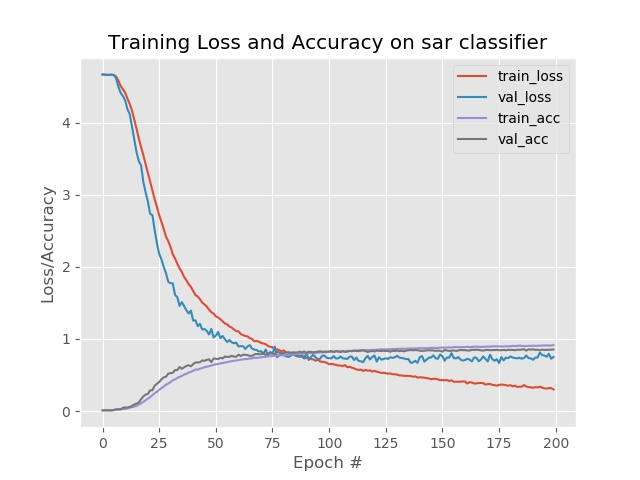 Training Loss and Accuracy on sar classifier
train_loss
val_loss
train_acc
val_acc
4
3
2
1
0
Loss/Accuracy
0 25 50 75 100 125 150 175 200
Epoch #